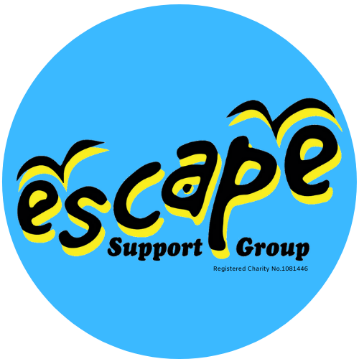 escape
Support Group
Registered Charity No.1081446